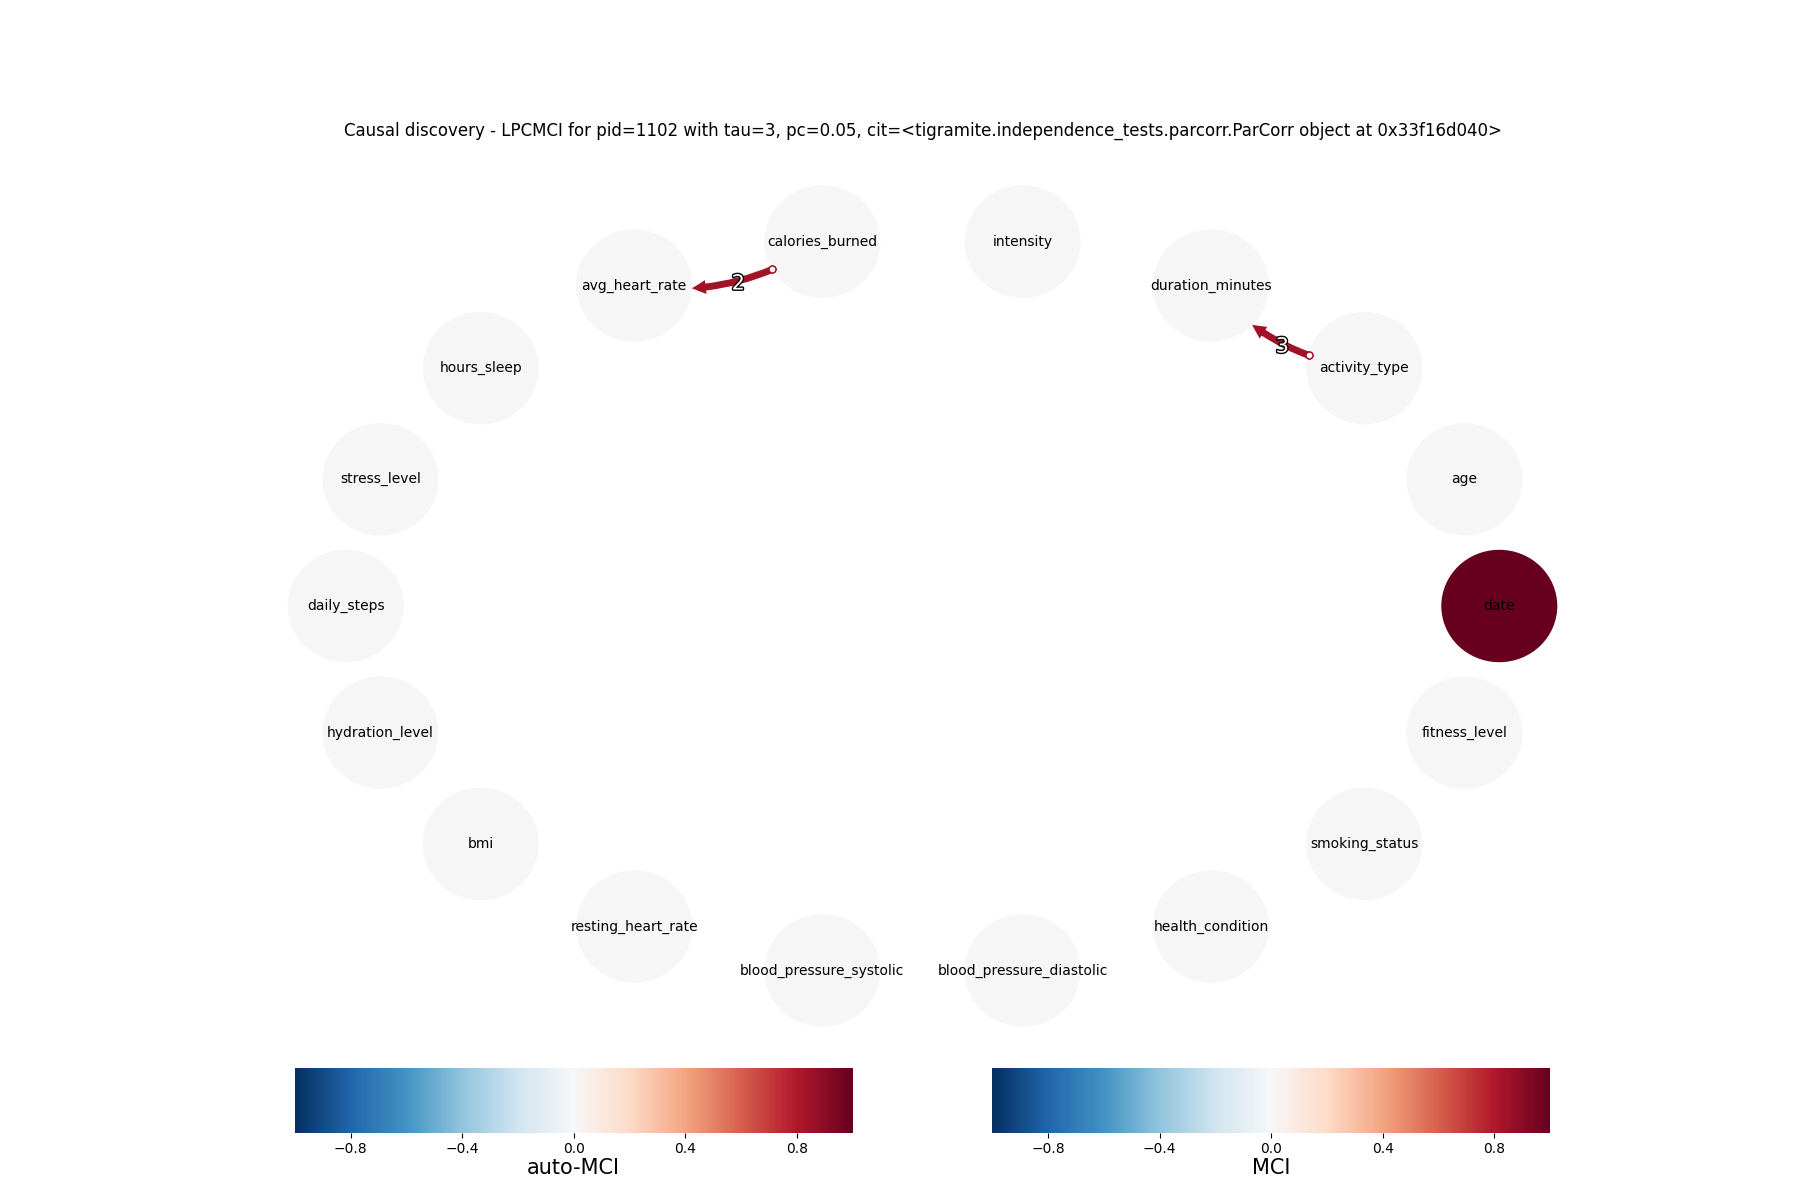 Causal discovery - LPCMCI for pid=1102 with tau=3, pc=0.05, cit=<tigramite.independence_tests.parcorr.ParCorr object at 0x33f16d040>
calories_burned
intensity
avg_heart_rate
2
duration_minutes
3
hours_sleep
activity_type
stress_level
age
daily_steps
date
hydration_level
fitness_level
bmi
smoking_status
resting_heart_rate
health_condition
blood_pressure_systolic
blood_pressure_diastolic
−0.8 −0.4 0.0 0.4 0.8
auto-MCI
−0.8 −0.4 0.0 0.4 0.8
MCI